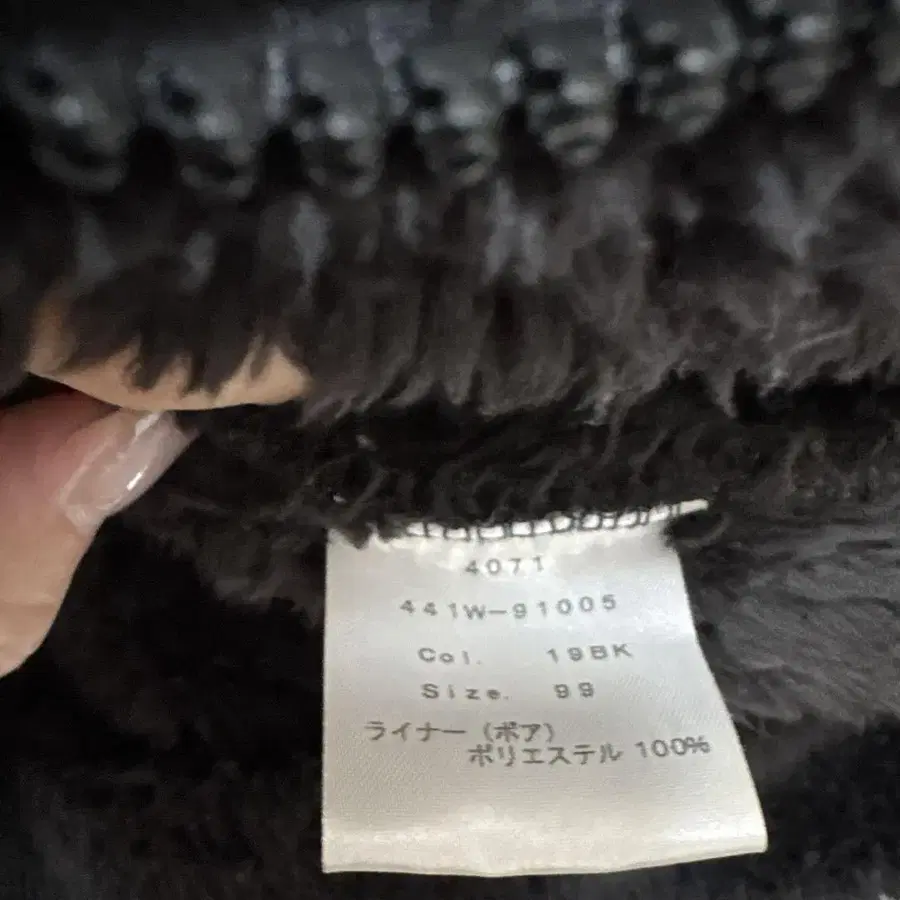 4071
441W-91005
Col. 19BK
Size. 99
ライナー(ボア)
ポリエステル 100%